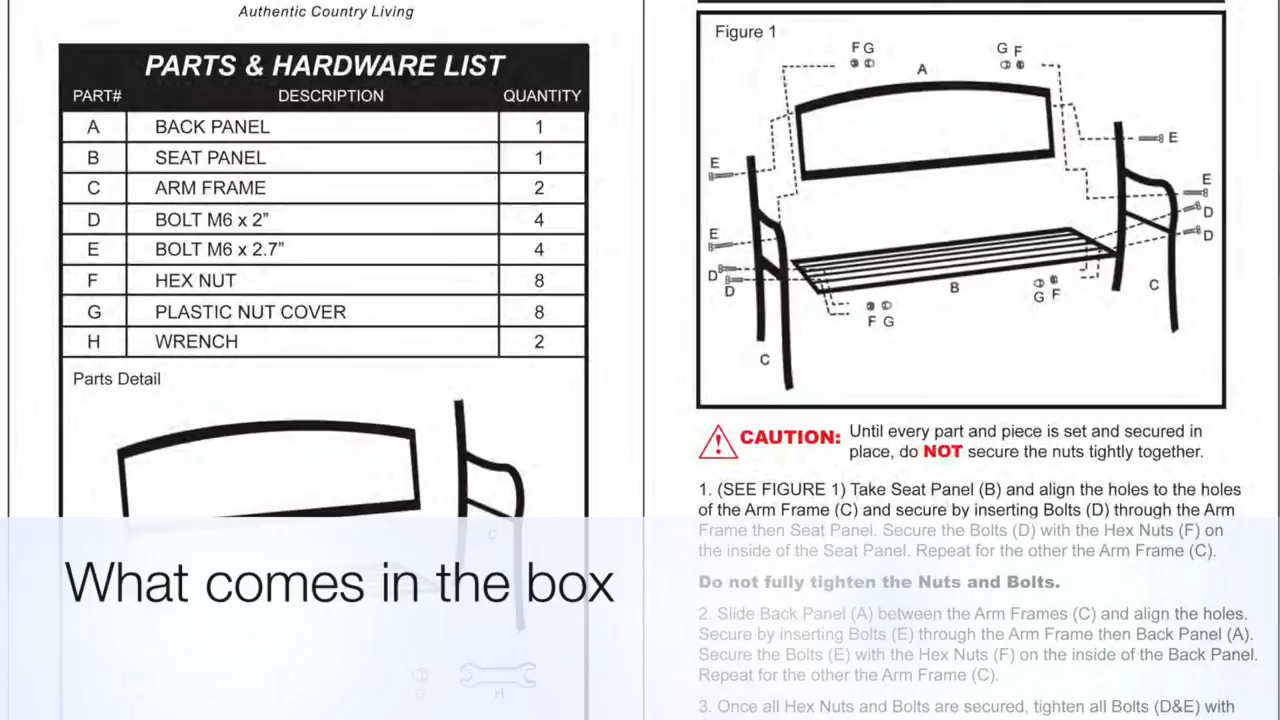 Authentic Country Living
PARTS & HARDWARE LIST
PART# DESCRIPTION QUANTITY
A BACK PANEL 1
B SEAT PANEL 1
C ARM FRAME 2
D BOLT M6 x 2” 4
E BOLT M6 x 2.7” 4
F HEX NUT 8
G PLASTIC NUT COVER 8
H WRENCH 2
Parts Detail
C
G
H
What comes in the box
Figure 1
F G
G F
A
E
E
E
E
D
D
D
D
B
C
C
F G
G F
CAUTION: Until every part and piece is set and secured in
place, do NOT secure the nuts tightly together.
1. (SEE FIGURE 1) Take Seat Panel (B) and align the holes to the holes
of the Arm Frame (C) and secure by inserting Bolts (D) through the Arm
Frame then Seat Panel. Secure the Bolts (D) with the Hex Nuts (F) on
the inside of the Seat Panel. Repeat for the other the Arm Frame (C).
Do not fully tighten the Nuts and Bolts.
2. Slide Back Panel (A) between the Arm Frames (C) and align the holes.
Secure by inserting Bolts (E) through the Arm Frame then Back Panel (A).
Secure the Bolts (E) with the Hex Nuts (F) on the inside of the Back Panel.
Repeat for the other the Arm Frame (C).
3. Once all Hex Nuts and Bolts are secured, tighten all Bolts (D&E) with